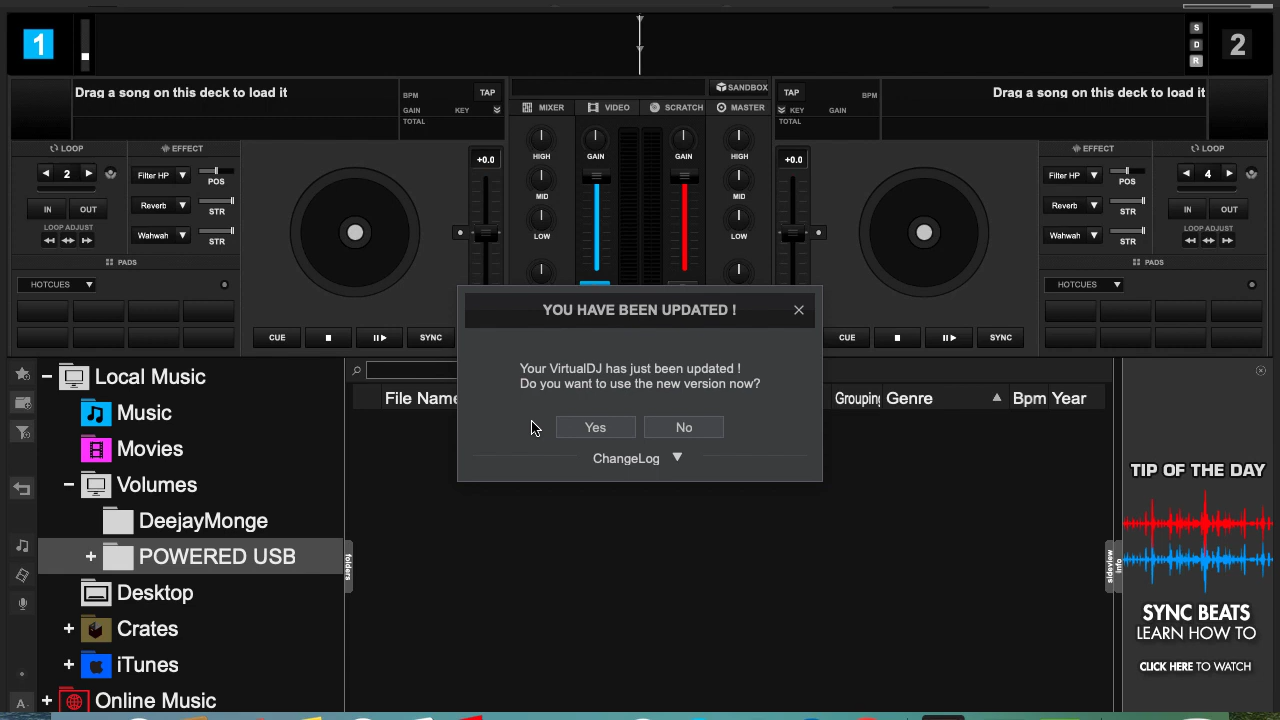 1
S
D
R
2
Drag a song on this deck to load it
BPM
TAP
GAIN
KEY
TOTAL
SANDBOX
MIXER
VIDEO
SCRATCH
MASTER
TAP
BPM
KEY
GAIN
TOTAL
Drag a song on this deck to load it
LOOP
EFFECT
2
Filter HP
POS
IN
OUT
Reverb
STR
LOOP ADJUST
Wahwah
STR
PADS
HOTCUES
+0.0
HIGH
GAIN
GAIN
HIGH
MID
MID
LOW
LOW
+0.0
EFFECT
LOOP
Filter HP
POS
4
Reverb
STR
IN
OUT
Wahwah
STR
LOOP ADJUST
PADS
HOTCUES
CUE
SYNC
CUE
SYNC
YOU HAVE BEEN UPDATED !
Your VirtualDJ has just been updated !
Do you want to use the new version now?
Yes
No
ChangeLog
Local Music
Music
Movies
Volumes
DeejayMonge
POWERED USB
Desktop
Crates
iTunes
Online Music
A
folders
File Name
Grouping
Genre
Bpm
Year
sideview
info
TIP OF THE DAY
SYNC BEATS
LEARN HOW TO
CLICK HERE TO WATCH